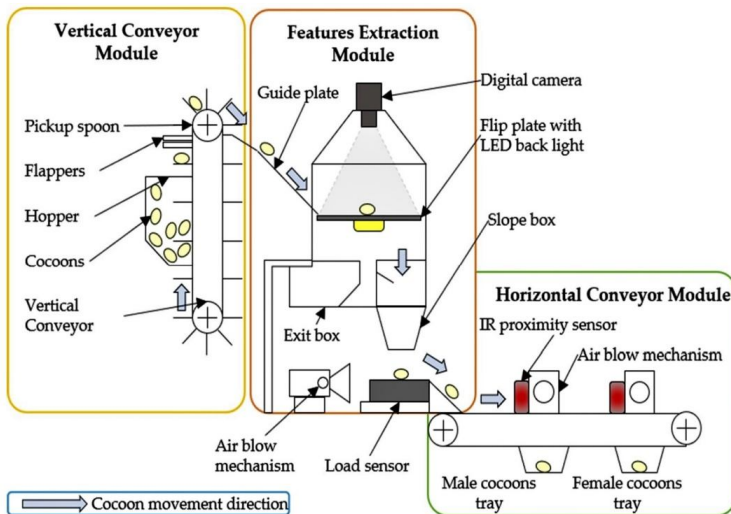 Vertical Conveyor
Module
Pickup spoon
Flappers
Hopper
Cocoons
Vertical
Conveyor
Features Extraction
Module
Guide plate
Digital camera
Flip plate with
LED back light
Slope box
Exit box
Air blow
mechanism
Load sensor
Horizontal Conveyor Module
IR proximity sensor
Air blow mechanism
Male cocoons
tray
Female cocoons
tray
Cocoon movement direction